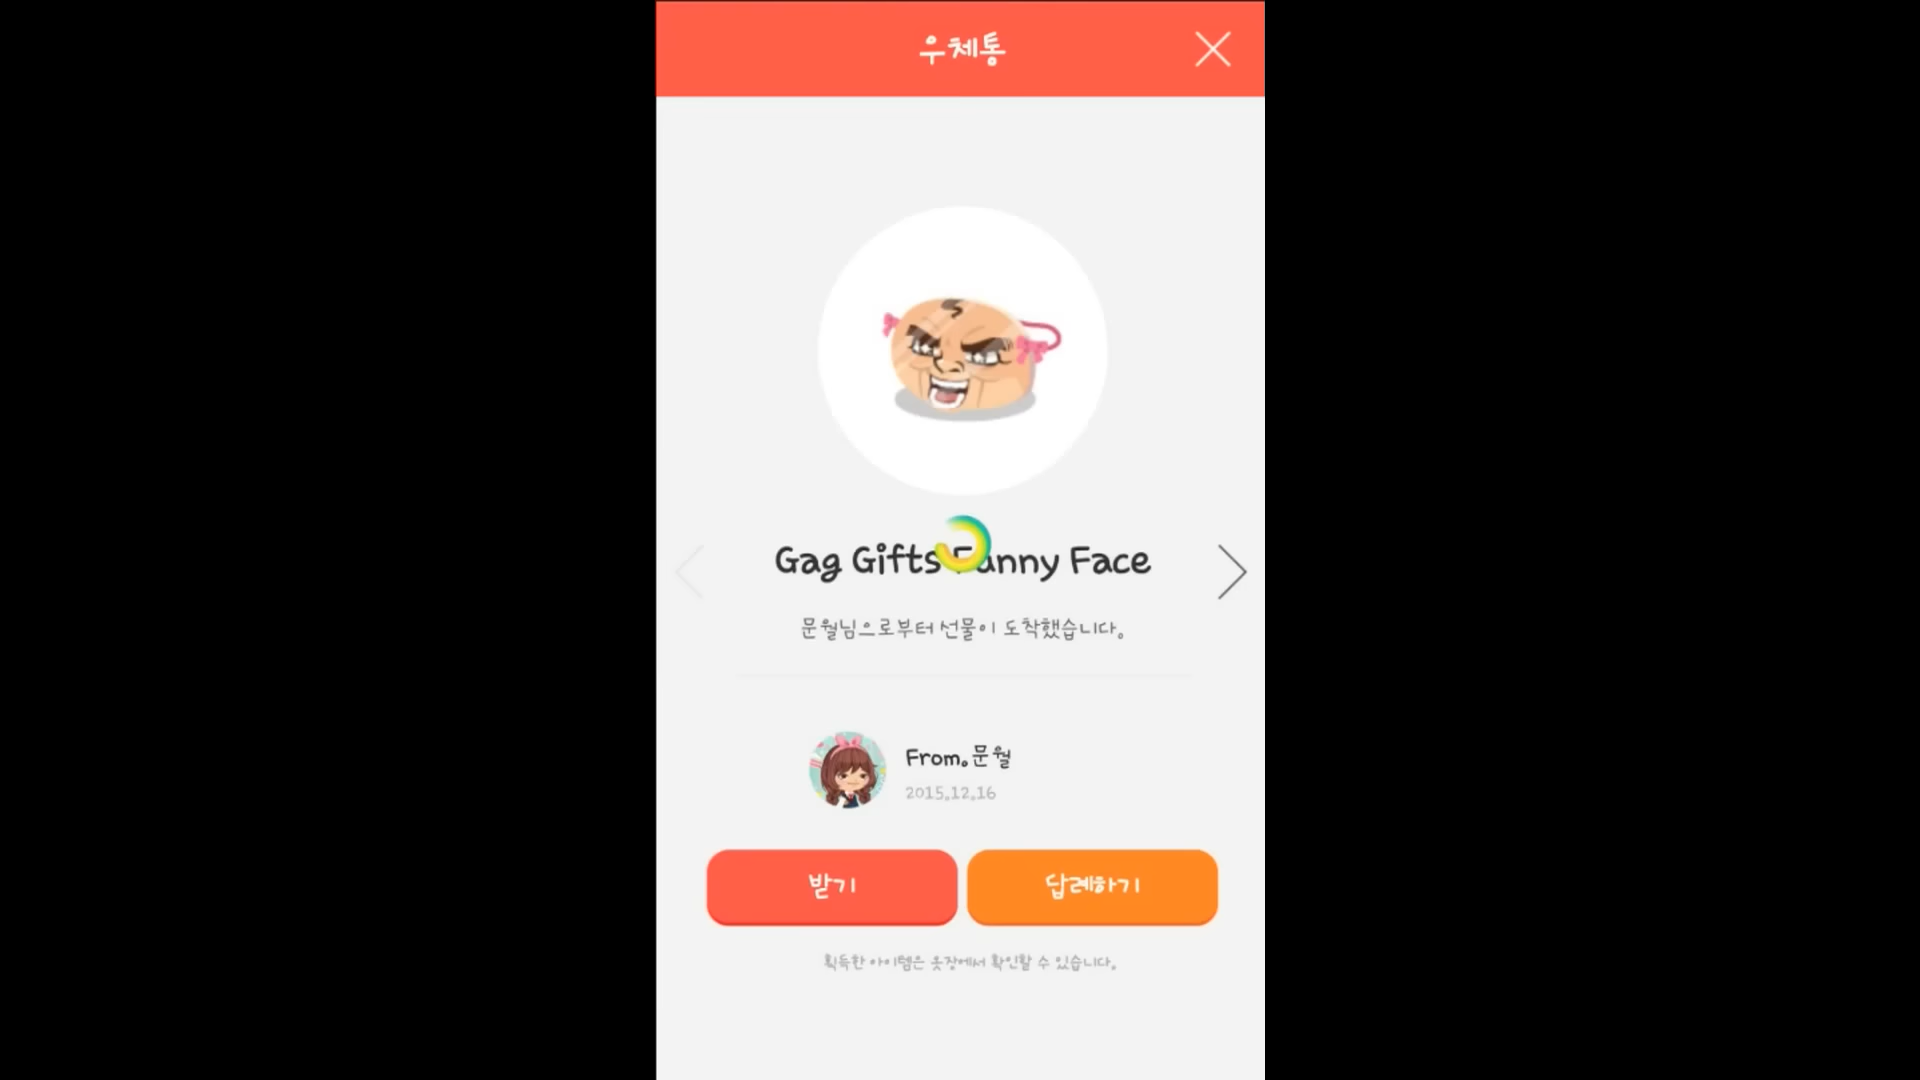 우체통
Gag Gifts Funny Face
문월님으로부터 선물이 도착했습니다.
From.문월
2015.12.16
받기
답례하기
획득한 아이템은 옷장에서 확인할 수 있습니다.